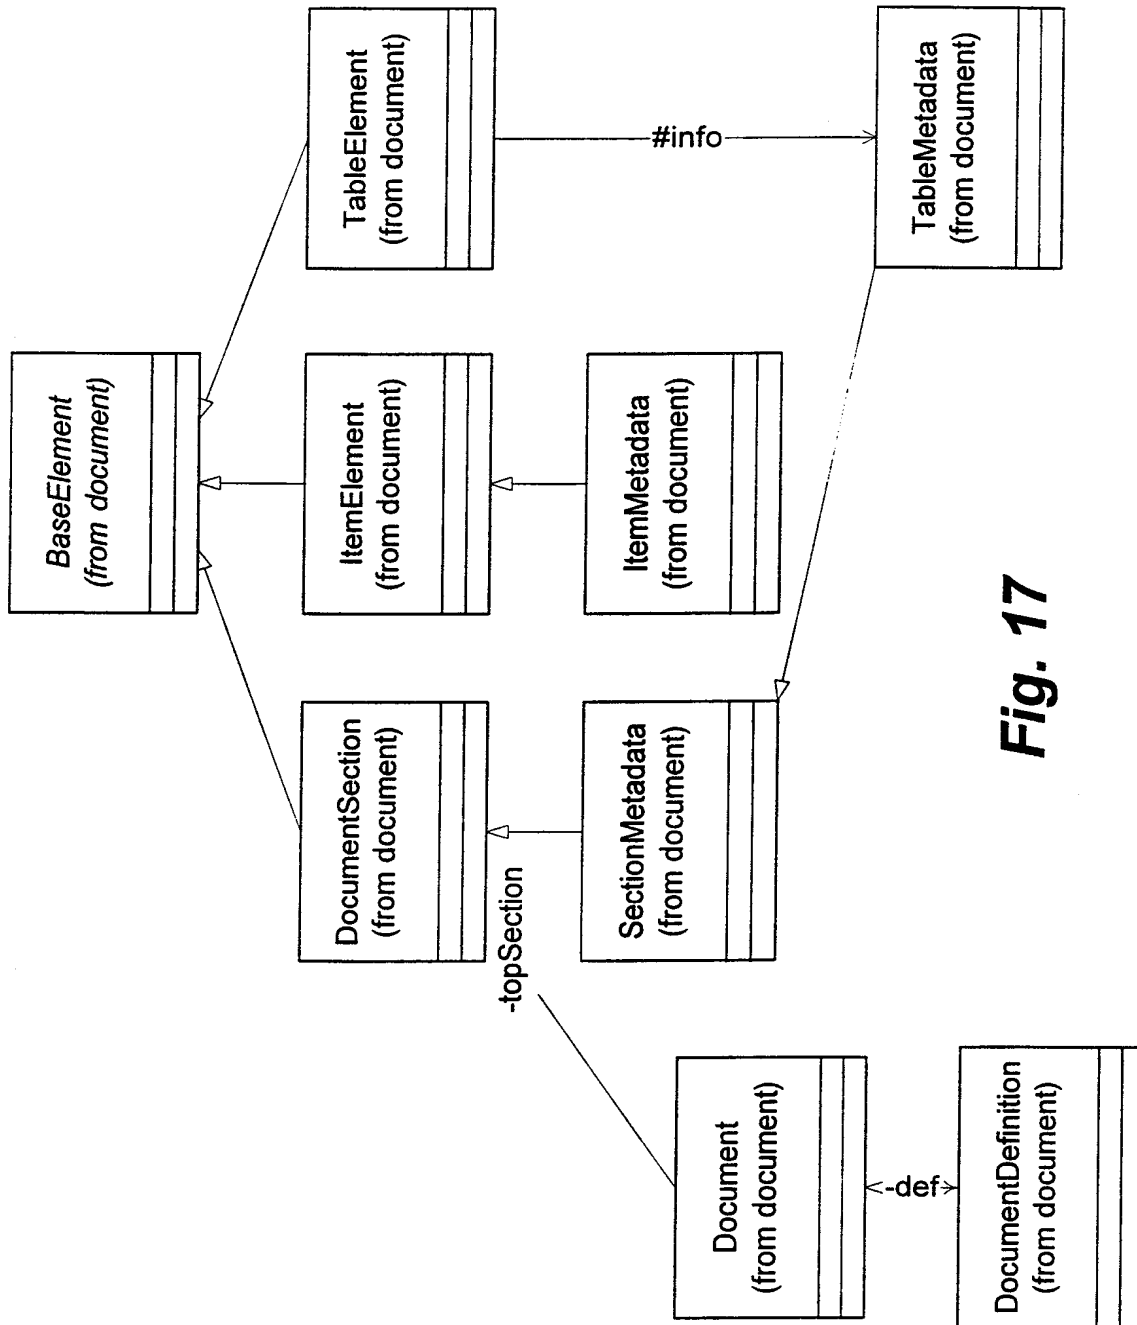 BaseElement
(from document)
DocumentSection
(from document)
ItemElement
(from document)
TableElement
(from document)
-topSection
#info
SectionMetadata
(from document)
ItemMetadata
(from document)
Document
(from document)
TableMetadata
(from document)
-def
DocumentDefinition
(from document)
Fig. 17